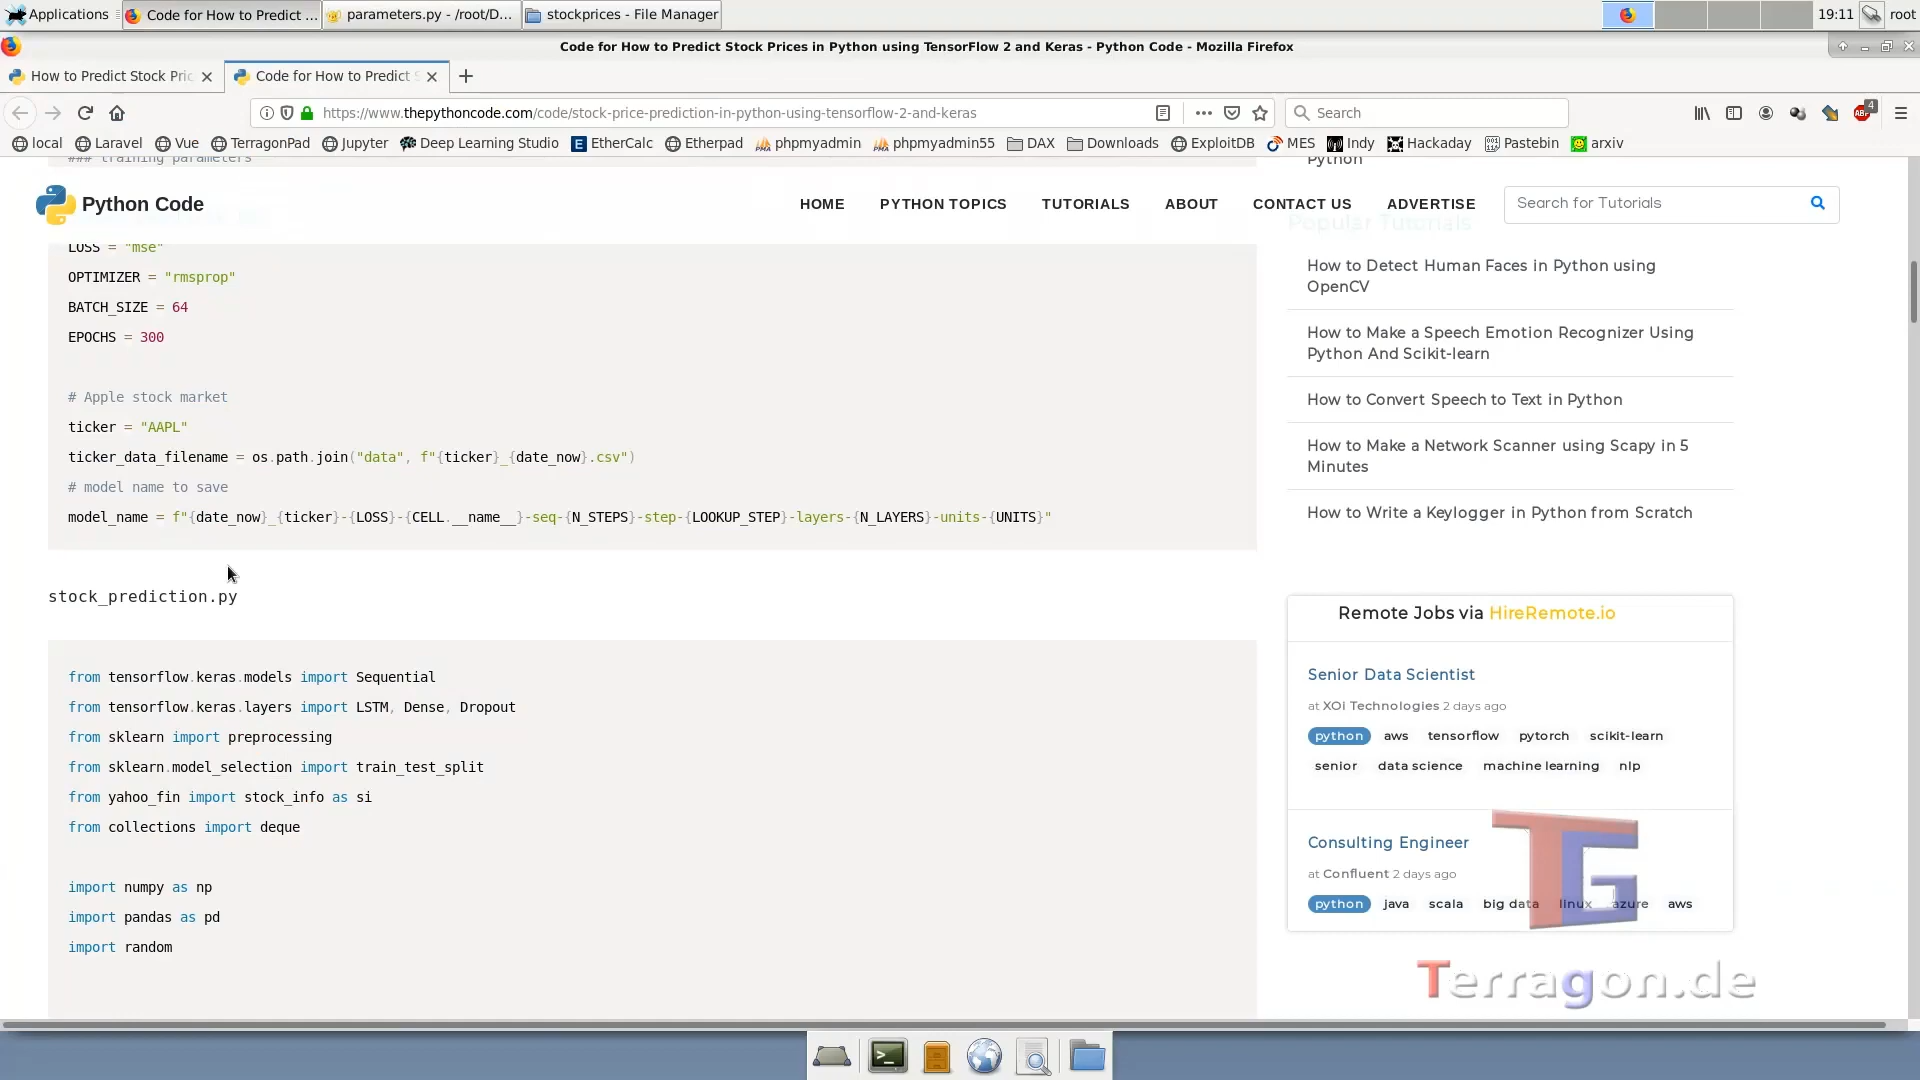 Applications
Code for How to Predict ...
parameters.py - /root/D...
stockprices - File Manager
19:11
root
Code for How to Predict Stock Prices in Python using TensorFlow 2 and Keras - Python Code - Mozilla Firefox
How to Predict Stock Pric
Code for How to Predict S
https://www.thepythoncode.com/code/stock-price-prediction-in-python-using-tensorflow-2-and-keras
Search
4
local
Laravel
Vue
TerragonPad
Jupyter
Deep Learning Studio
EtherCalc
Etherpad
phpmyadmin
phpmyadmin55
DAX
Downloads
ExploitDB
MES
Indy
Hackaday
Pastebin
arxiv
### training parameters
Python
Python Code
HOME
PYTHON TOPICS
TUTORIALS
ABOUT
CONTACT US
ADVERTISE
Search for Tutorials
Popular Tutorials
LOSS = "mse"
OPTIMIZER = "rmsprop"
BATCH_SIZE = 64
EPOCHS = 300
# Apple stock market
ticker = "AAPL"
ticker_data_filename = os.path.join("data", f"{ticker}_{date_now}.csv")
# model name to save
model_name = f"{date_now}_{ticker}-{LOSS}-{CELL.__name__}-seq-{N_STEPS}-step-{LOOKUP_STEP}-layers-{N_LAYERS}-units-{UNITS}"
stock_prediction.py
from tensorflow.keras.models import Sequential
from tensorflow.keras.layers import LSTM, Dense, Dropout
from sklearn import preprocessing
from sklearn.model_selection import train_test_split
from yahoo_fin import stock_info as si
from collections import deque
import numpy as np
import pandas as pd
import random
How to Detect Human Faces in Python using
OpenCV
How to Make a Speech Emotion Recognizer Using
Python And Scikit-learn
How to Convert Speech to Text in Python
How to Make a Network Scanner using Scapy in 5
Minutes
How to Write a Keylogger in Python from Scratch
Remote Jobs via HireRemote.io
Senior Data Scientist
at XOi Technologies 2 days ago
python aws tensorflow pytorch scikit-learn
senior data science machine learning nlp
Consulting Engineer
at Confluent 2 days ago
python java scala big data linux azure aws
TG
Terragon.de